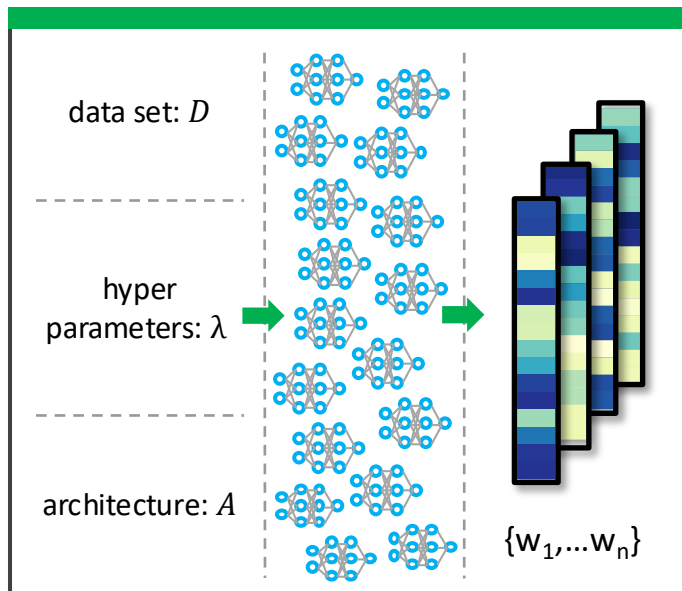 data set: D
hyper
parameters: λ
architecture: A
{w₁,...wₙ}